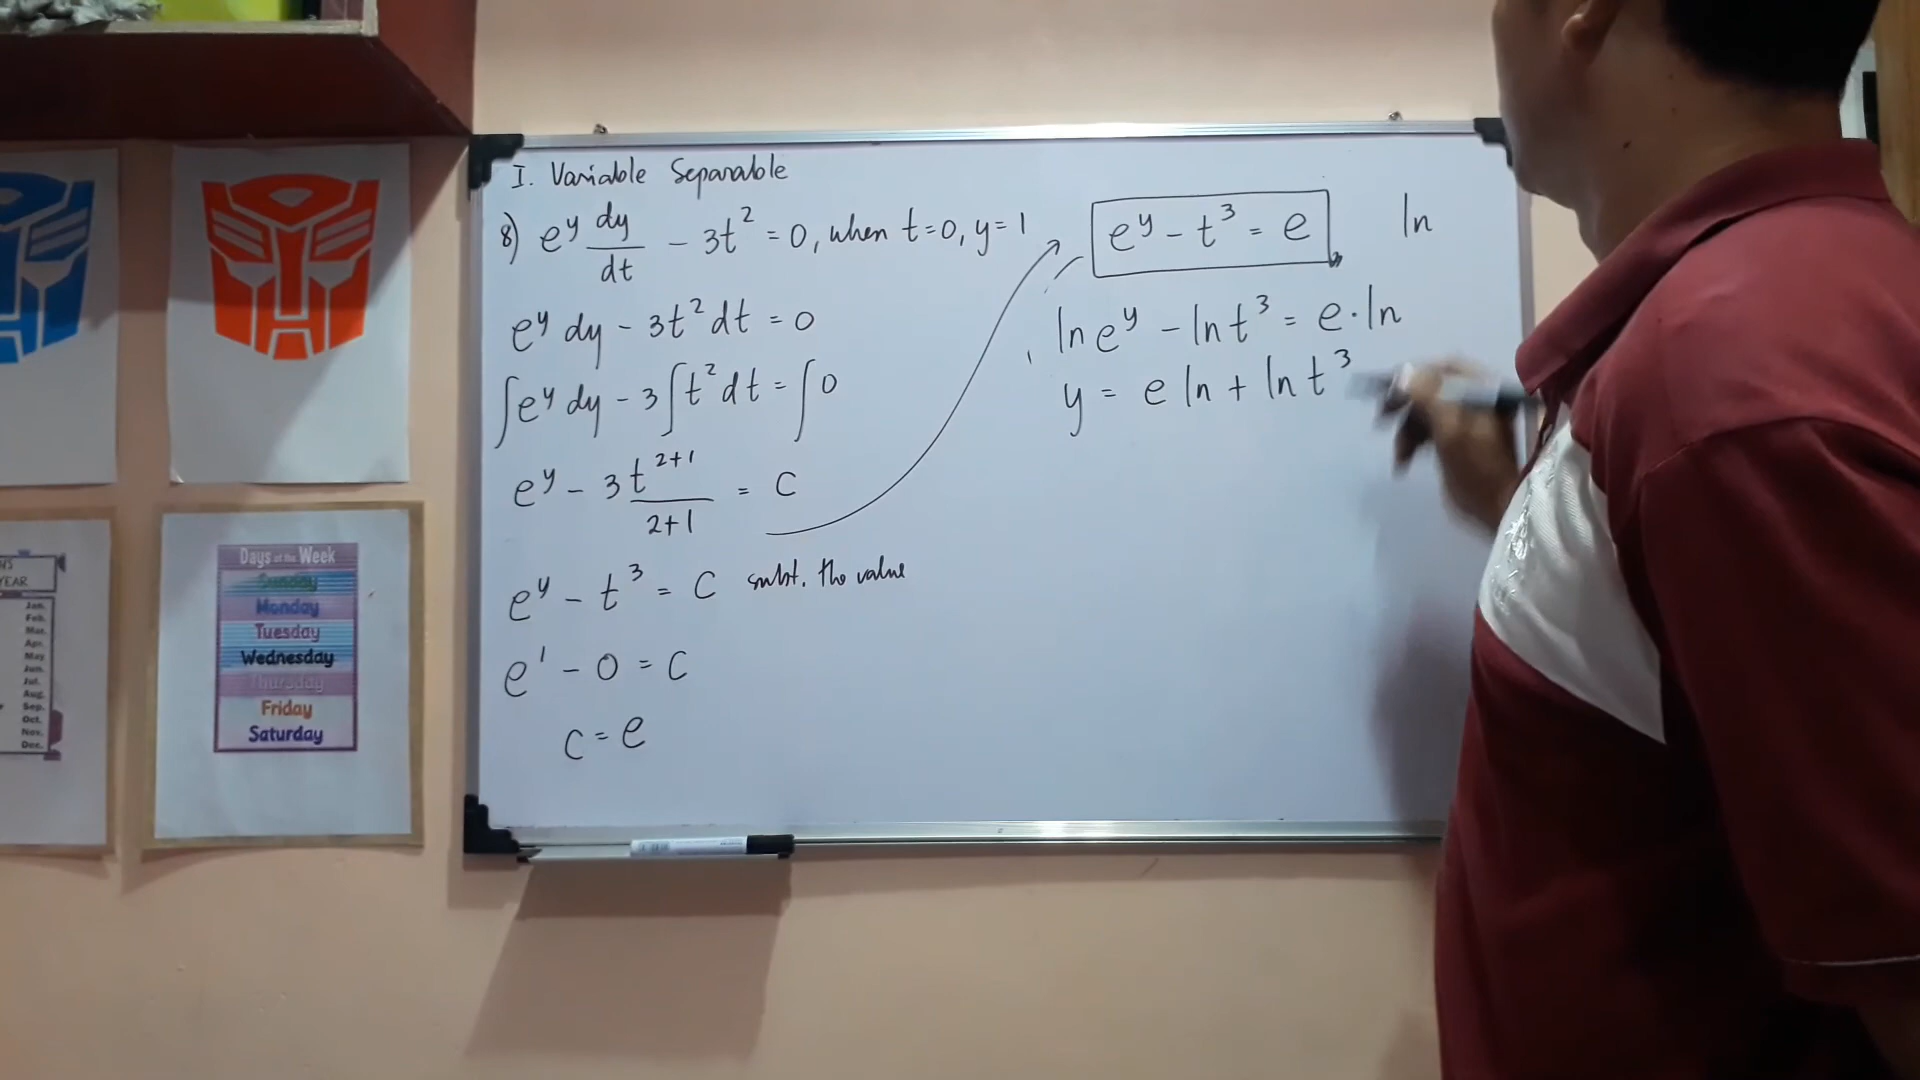 I. Variable Separable
8) e^y dy/dt - 3t^2 = 0, when t=0, y=1
e^y dy - 3t^2 dt = 0
∫e^y dy - 3∫t^2 dt = ∫0
e^y - 3 t^(2+1)/(2+1) = C
e^y - t^3 = C subt. the value
e^1 - 0 = C
C = e
e^y - t^3 = e
ln
ln e^y - ln t^3 = e·ln
y = e ln + ln t^3
Days of the Week
Sunday
Monday
Tuesday
Wednesday
Thursday
Friday
Saturday
YEAR
Jan.
Feb.
Mar.
Apr.
May
Jun.
Jul.
Aug.
Sep.
Oct.
Nov.
Dec.